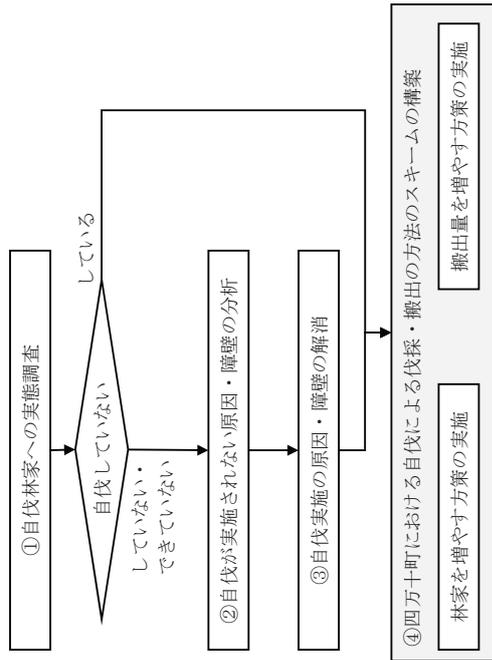 ①自伐林家への実態調査
自伐していない
している
していない・
できていない
②自伐が実施されない原因・障壁の分析
③自伐実施の原因・障壁の解消
④四万十町における自伐による伐採・搬出の方法のスキームの構築
林家を増やす方策の実施
搬出量を増やす方策の実施